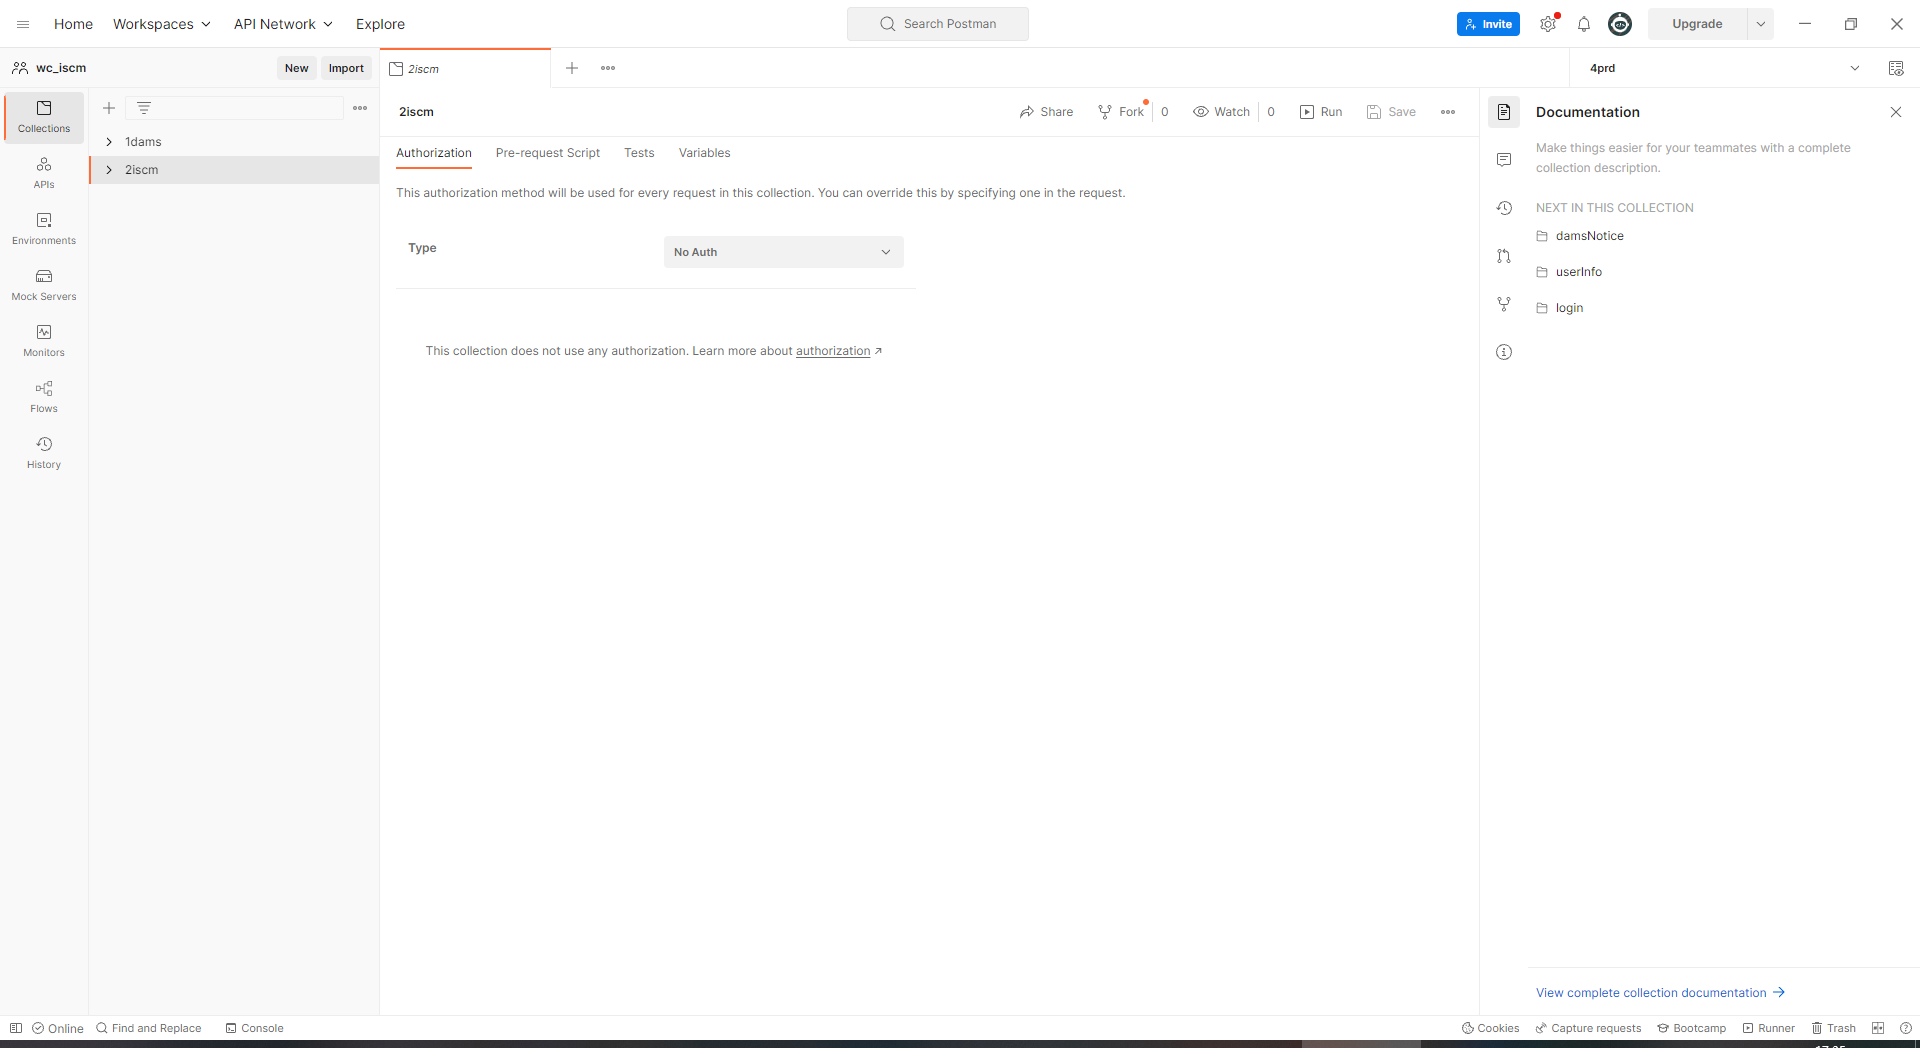 Home Workspaces API Network Explore Search Postman Invite Upgrade
wc_iscm New Import 2iscm 4prd
Collections
APIs
Environments
Mock Servers
Monitors
Flows
History
1dams
2iscm
2iscm Share Fork 0 Watch 0 Run Save
Authorization Pre-request Script Tests Variables
This authorization method will be used for every request in this collection. You can override this by specifying one in the request.
Type No Auth
This collection does not use any authorization. Learn more about authorization ↗
Documentation
Make things easier for your teammates with a complete
collection description.
NEXT IN THIS COLLECTION
damsNotice
userInfo
login
View complete collection documentation →
Online Find and Replace Console Cookies Capture requests Bootcamp Runner Trash